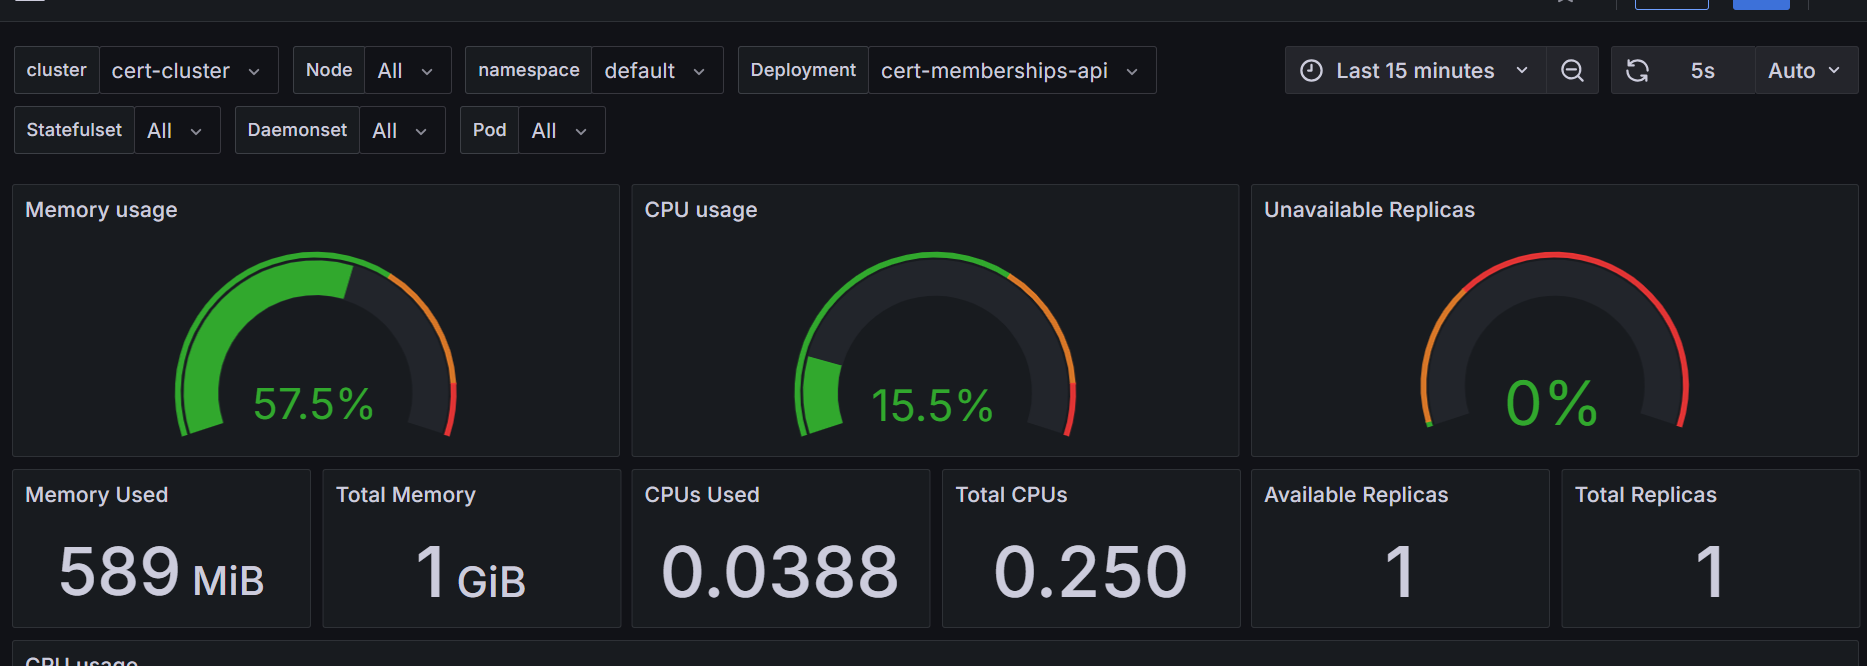 cluster cert-cluster Node All namespace default Deployment cert-memberships-api Last 15 minutes 5s Auto
Statefulset All Daemonset All Pod All
Memory usage
57.5%
CPU usage
15.5%
Unavailable Replicas
0%
Memory Used
589 MiB
Total Memory
1 GiB
CPUs Used
0.0388
Total CPUs
0.250
Available Replicas
1
Total Replicas
1
CPU usage